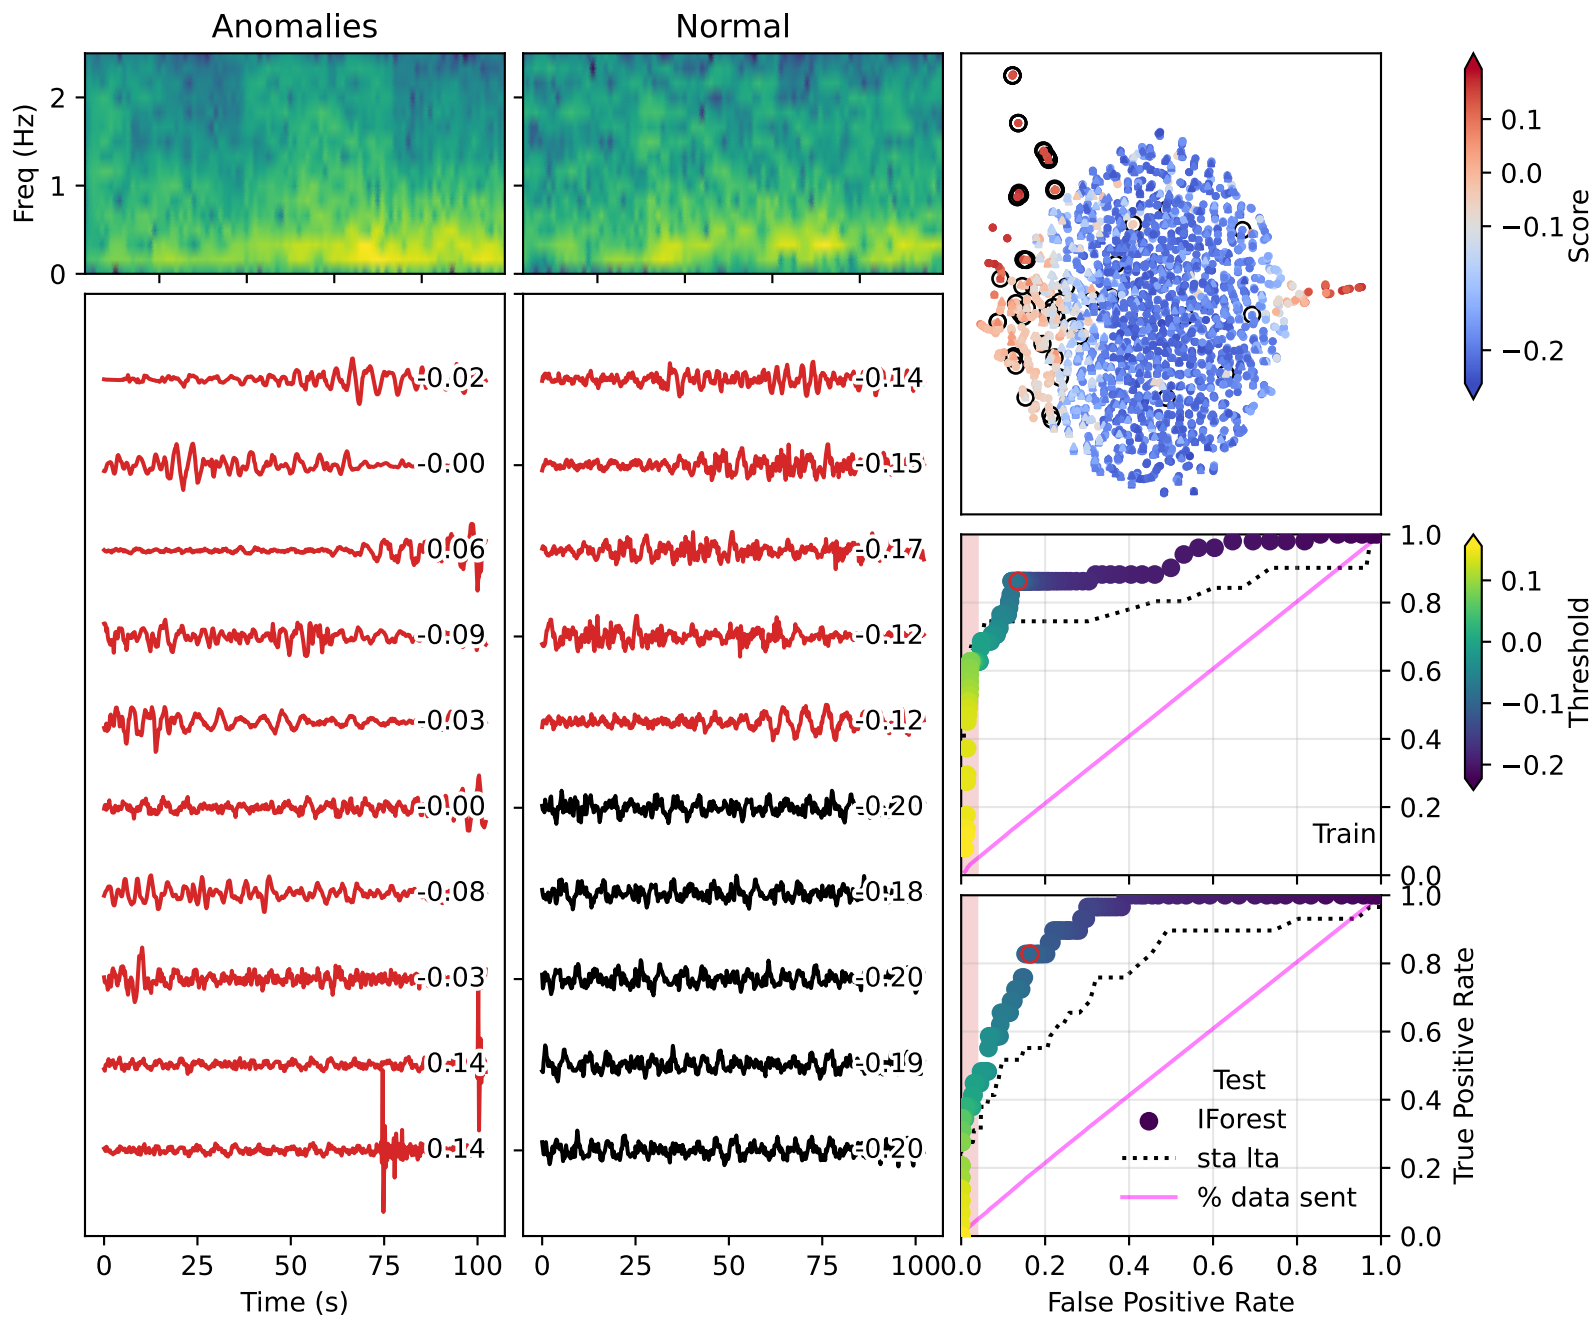 Anomalies
Normal
Freq (Hz)
2
1
0
0.1
0.0
−0.1
−0.2
Score
-0.02
-0.00
0.06
-0.09
-0.03
-0.00
-0.08
-0.03
0.14
0.14
-0.14
-0.15
-0.17
-0.12
-0.12
-0.20
-0.18
-0.20
-0.19
-0.20
0 25 50 75 100
Time (s)
0 25 50 75 100
1.0
0.8
0.6
0.4
0.2
0.0
Train
0.1
0.0
−0.1
−0.2
Threshold
1.0
0.8
0.6
0.4
0.2
0.0
True Positive Rate
Test
IForest
sta lta
% data sent
0.0 0.2 0.4 0.6 0.8 1.0
False Positive Rate